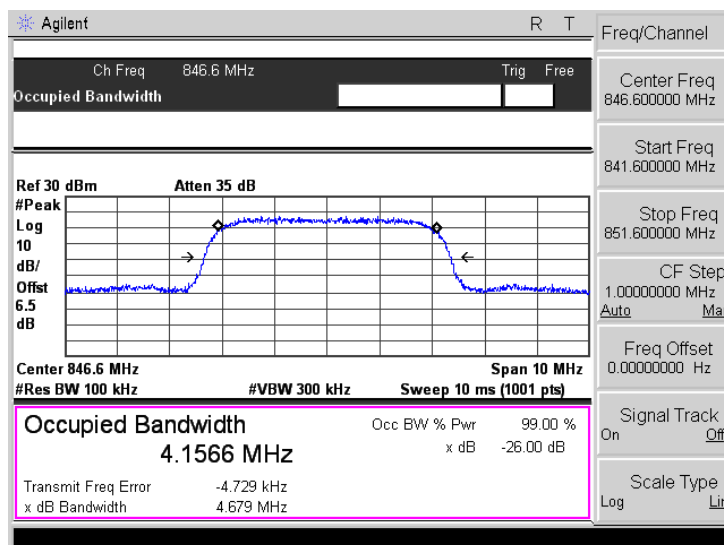 Agilent R T
Ch Freq 846.6 MHz Trig Free
Occupied Bandwidth
Ref 30 dBm Atten 35 dB
#Peak
Log
10
dB/
Offst
6.5
dB
Center 846.6 MHz Span 10 MHz
#Res BW 100 kHz #VBW 300 kHz Sweep 10 ms (1001 pts)
Occupied Bandwidth Occ BW % Pwr 99.00 %
4.1566 MHz x dB -26.00 dB
Transmit Freq Error -4.729 kHz
x dB Bandwidth 4.679 MHz
Freq/Channel
Center Freq
846.600000 MHz
Start Freq
841.600000 MHz
Stop Freq
851.600000 MHz
CF Step
1.00000000 MHz
Auto Ma
Freq Offset
0.00000000 Hz
Signal Track
On Off
Scale Type
Log Lin